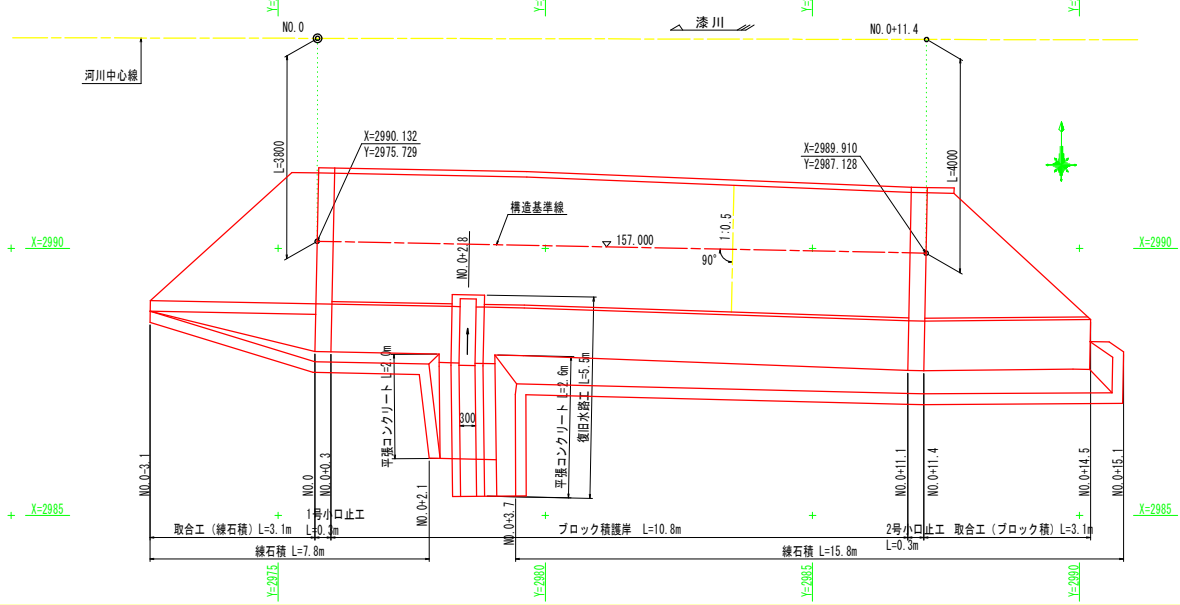 漆川
NO.0
NO.0+11.4
河川中心線
L=3800
X=2990.132
Y=2975.729
X=2989.910
Y=2987.128
L=4000
構造基準線
NO.0+2.8
157.000
1:0.5
90°
X=2990
X=2990
平張コンクリート L=2.0m
300
平張コンクリート L=2.6m
復旧水路工 L=5.5m
NO.0-3.1
NO.0
NO.0+0.3
NO.0+2.1
NO.0+3.7
NO.0+11.1
NO.0+11.4
NO.0+14.5
NO.0+15.1
X=2985
X=2985
取合工（練石積）L=3.1m
1号小口止工
L=0.3m
ブロック積護岸 L=10.8m
2号小口止工
L=0.3m
取合工（ブロック積）L=3.1m
練石積 L=7.8m
練石積 L=15.8m
Y=2975
Y=2980
Y=2985
Y=2990